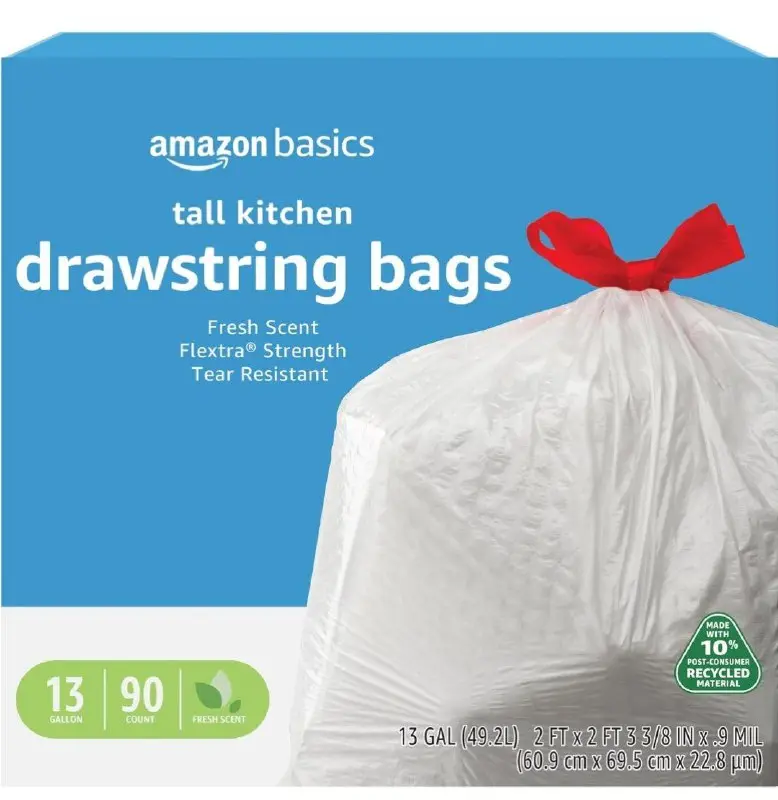 amazon basics
tall kitchen
drawstring bags
Fresh Scent
Flextra® Strength
Tear Resistant
13
GALLON
90
COUNT
FRESH SCENT
MADE
WITH
10%
POST-CONSUMER
RECYCLED
MATERIAL
13 GAL (49.2L) 2 FT x 2 FT 3 3/8 IN x .9 MIL
(60.9 cm x 69.5 cm x 22.8 µm)